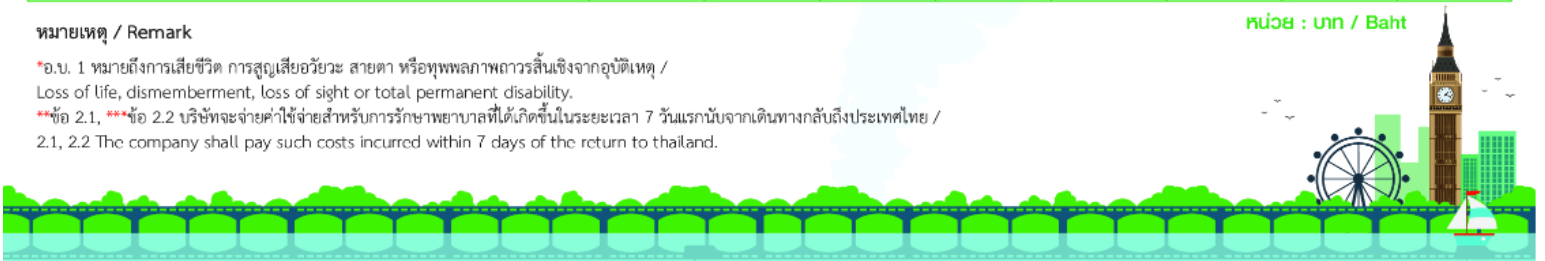 หน่วย : บาท / Baht
หมายเหตุ / Remark
*อ.บ. 1 หมายถึงการเสียชีวิต การสูญเสียอวัยวะ สายตา หรือทุพพลภาพถาวรสิ้นเชิงจากอุบัติเหตุ /
Loss of life, dismemberment, loss of sight or total permanent disability.
**ข้อ 2.1, ***ข้อ 2.2 บริษัทจะจ่ายค่าใช้จ่ายสำหรับการรักษาพยาบาลที่ได้เกิดขึ้นในระยะเวลา 7 วันแรกนับจากเดินทางกลับถึงประเทศไทย /
2.1, 2.2 The company shall pay such costs incurred within 7 days of the return to thailand.